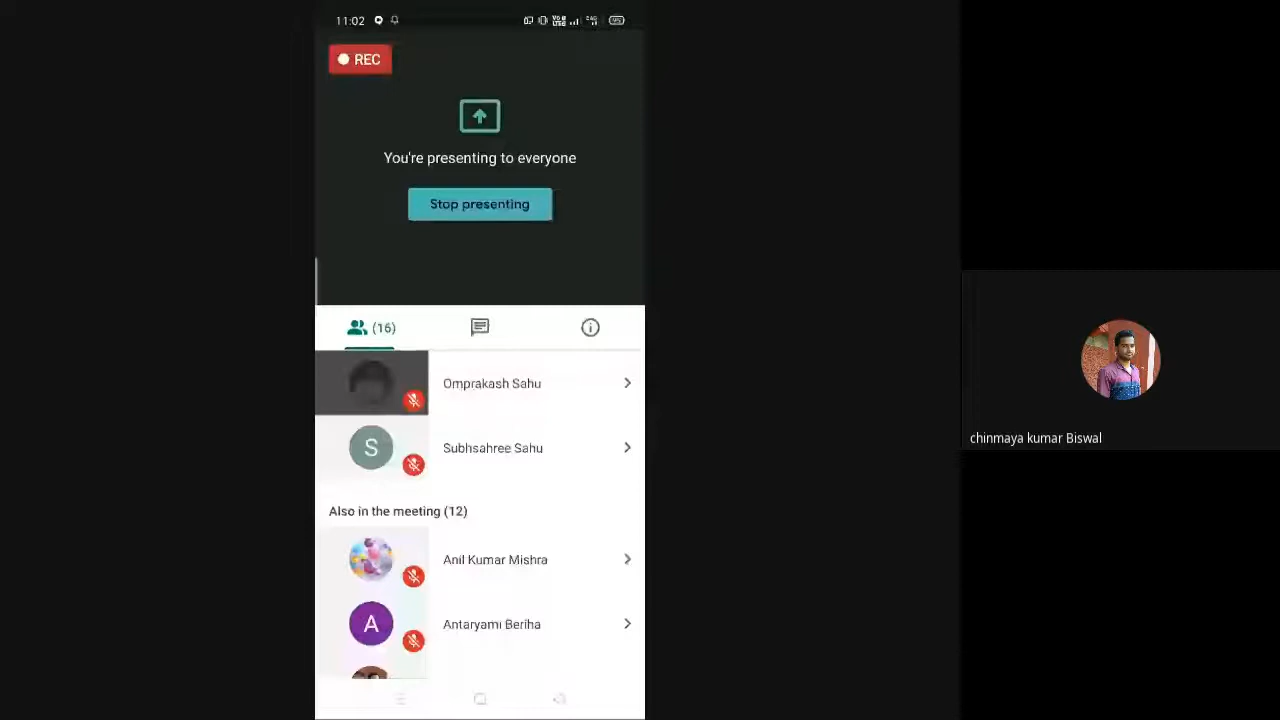 11:02
REC
You're presenting to everyone
Stop presenting
(16)
Omprakash Sahu
S
Subhsahree Sahu
Also in the meeting (12)
Anil Kumar Mishra
A
Antaryami Beriha
chinmaya kumar Biswal